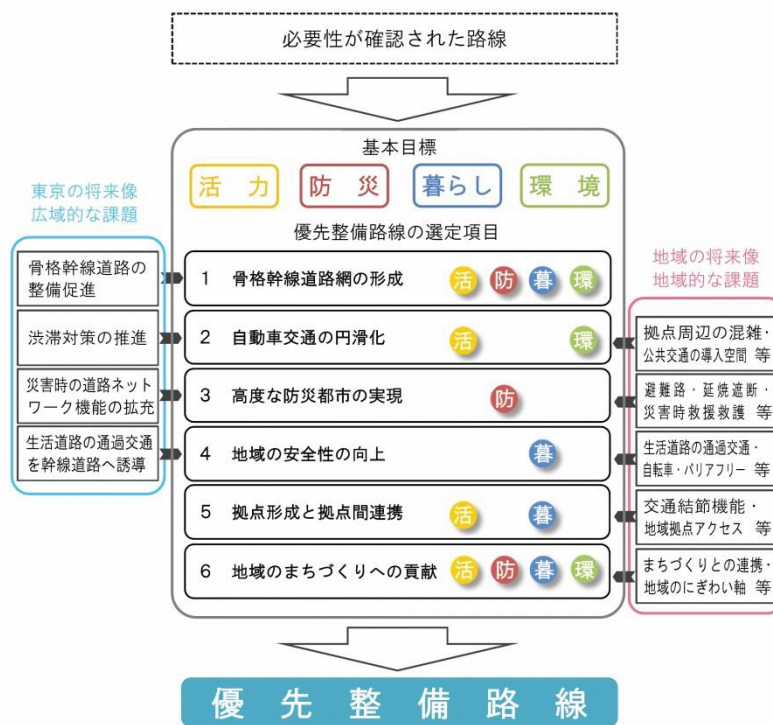 必要性が確認された路線
基本目標
活 力
防 災
暮らし
環 境
優先整備路線の選定項目
東京の将来像
広域的な課題
骨格幹線道路の
整備促進
渋滞対策の推進
災害時の道路ネット
ワーク機能の拡充
生活道路の通過交通
を幹線道路へ誘導
1 骨格幹線道路網の形成 活 防 暮 環
2 自動車交通の円滑化 活 環
3 高度な防災都市の実現 防
4 地域の安全性の向上 暮
5 拠点形成と拠点間連携 活 暮
6 地域のまちづくりへの貢献 活 防 暮 環
地域の将来像
地域的な課題
拠点周辺の混雑・
公共交通の導入空間 等
避難路・延焼遮断・
災害時救援救護 等
生活道路の通過交通・
自転車・バリアフリー 等
交通結節機能・
地域拠点アクセス 等
まちづくりとの連携・
地域のにぎわい軸 等
優先整備路線